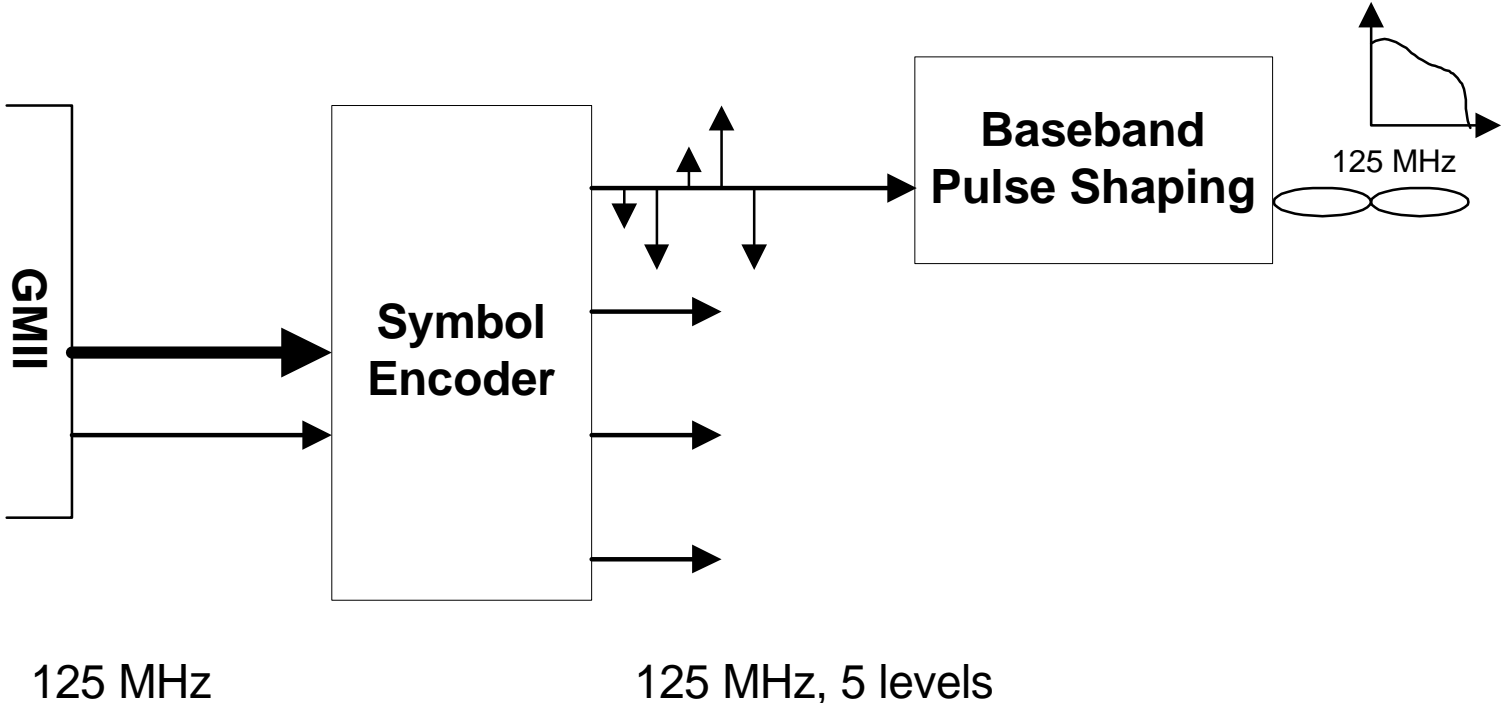 GMII
Symbol
Encoder
Baseband
Pulse Shaping
125 MHz
125 MHz
125 MHz, 5 levels